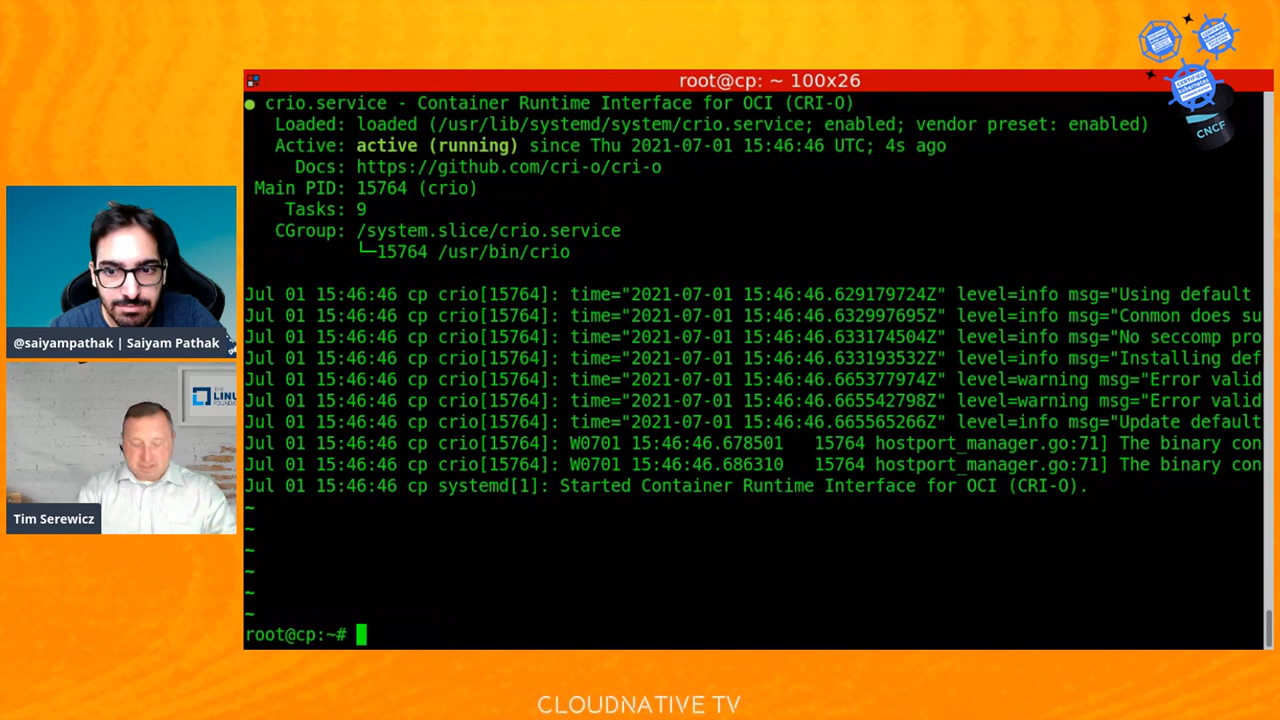 root@cp: ~ 100x26
● crio.service - Container Runtime Interface for OCI (CRI-O)
Loaded: loaded (/usr/lib/systemd/system/crio.service; enabled; vendor preset: enabled)
Active: active (running) since Thu 2021-07-01 15:46:46 UTC; 4s ago
Docs: https://github.com/cri-o/cri-o
Main PID: 15764 (crio)
Tasks: 9
CGroup: /system.slice/crio.service
└─15764 /usr/bin/crio
Jul 01 15:46:46 cp crio[15764]: time="2021-07-01 15:46:46.629179724Z" level=info msg="Using default
Jul 01 15:46:46 cp crio[15764]: time="2021-07-01 15:46:46.632997695Z" level=info msg="Conmon does su
Jul 01 15:46:46 cp crio[15764]: time="2021-07-01 15:46:46.633174504Z" level=info msg="No seccomp pro
Jul 01 15:46:46 cp crio[15764]: time="2021-07-01 15:46:46.633193532Z" level=info msg="Installing def
Jul 01 15:46:46 cp crio[15764]: time="2021-07-01 15:46:46.665377974Z" level=warning msg="Error valid
Jul 01 15:46:46 cp crio[15764]: time="2021-07-01 15:46:46.665542798Z" level=warning msg="Error valid
Jul 01 15:46:46 cp crio[15764]: time="2021-07-01 15:46:46.665565266Z" level=info msg="Update default
Jul 01 15:46:46 cp crio[15764]: W0701 15:46:46.678501   15764 hostport_manager.go:71] The binary con
Jul 01 15:46:46 cp crio[15764]: W0701 15:46:46.686310   15764 hostport_manager.go:71] The binary con
Jul 01 15:46:46 cp systemd[1]: Started Container Runtime Interface for OCI (CRI-O).
~
~
~
~
~
~
root@cp:~#
@saiyampathak | Saiyam Pathak
Tim Serewicz
CNCF
CLOUDNATIVE TV